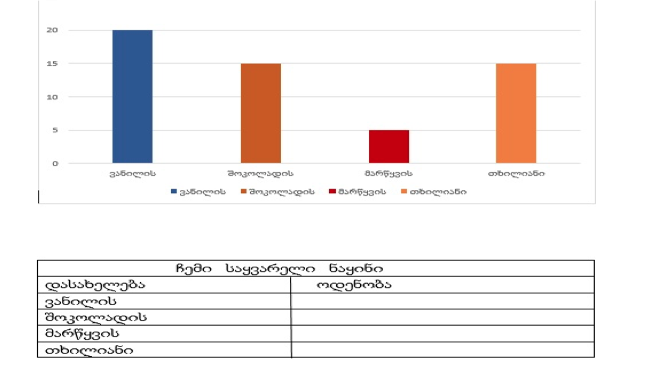 20
15
10
5
0
ვანილის შოკოლადის მარწყვის თხილიანი
ვანილის შოკოლადის მარწყვის თხილიანი
ჩემი საყვარელი ნაყინი
დასახელება ოდენობა
ვანილის
შოკოლადის
მარწყვის
თხილიანი